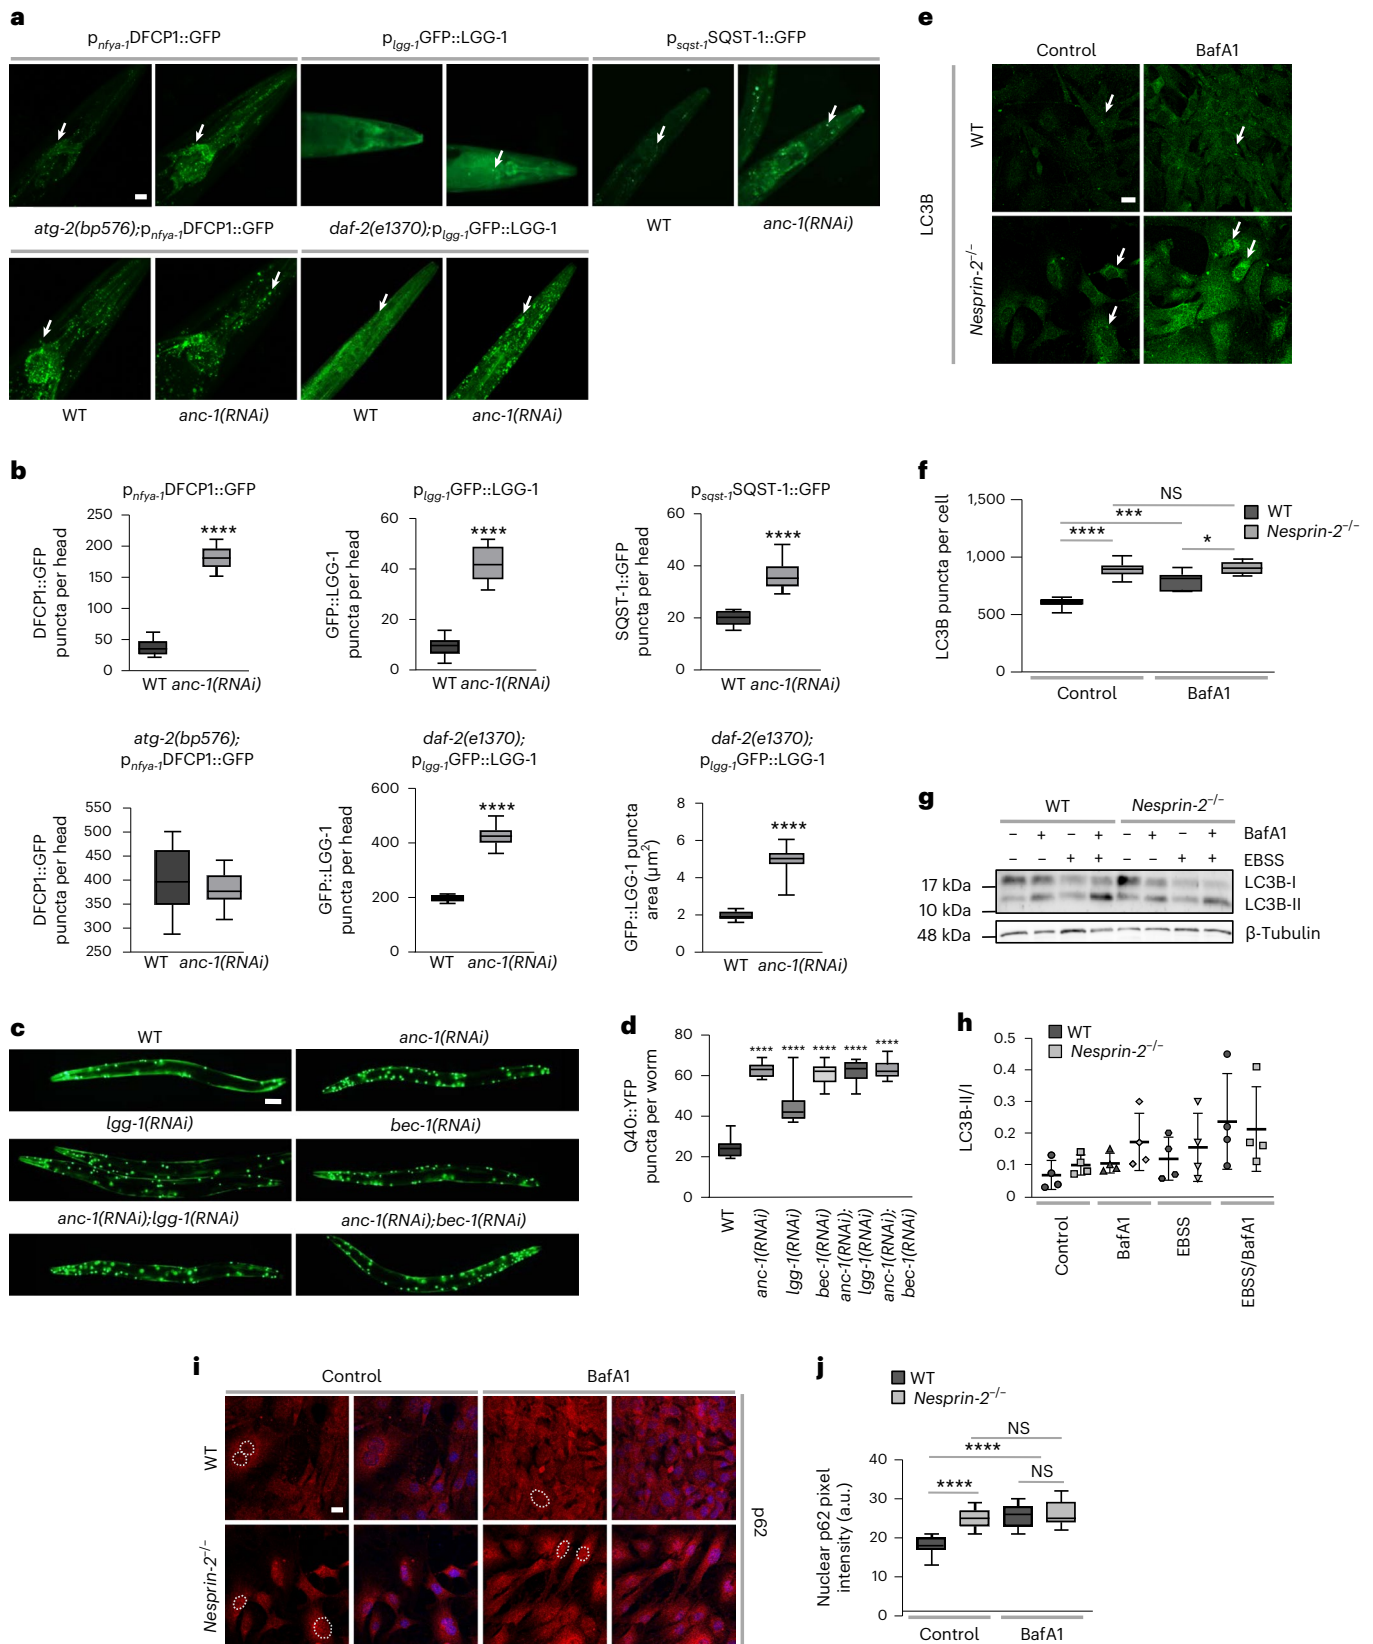 a
pnfya-1DFCP1::GFP
plgg-1GFP::LGG-1
psqst-1SQST-1::GFP
atg-2(bp576);pnfya-1DFCP1::GFP
daf-2(e1370);plgg-1GFP::LGG-1
WT
anc-1(RNAi)
WT
anc-1(RNAi)
WT
anc-1(RNAi)
b
pnfya-1DFCP1::GFP
DFCP1::GFP
puncta per head
250
200
150
100
50
0
****
WT anc-1(RNAi)
plgg-1GFP::LGG-1
GFP::LGG-1
puncta per head
60
40
20
0
****
WT anc-1(RNAi)
psqst-1SQST-1::GFP
SQST-1::GFP
puncta per head
60
40
20
0
****
WT anc-1(RNAi)
atg-2(bp576);
pnfya-1DFCP1::GFP
DFCP1::GFP
puncta per head
550
500
450
400
350
300
250
WT anc-1(RNAi)
daf-2(e1370);
plgg-1GFP::LGG-1
GFP::LGG-1
puncta per head
600
400
200
0
****
WT anc-1(RNAi)
daf-2(e1370);
plgg-1GFP::LGG-1
GFP::LGG-1 puncta
area (μm²)
8
6
4
2
0
****
WT anc-1(RNAi)
c
WT
anc-1(RNAi)
lgg-1(RNAi)
bec-1(RNAi)
anc-1(RNAi);lgg-1(RNAi)
anc-1(RNAi);bec-1(RNAi)
d
Q40::YFP
puncta per worm
80
60
40
20
0
**** **** **** **** ****
WT
anc-1(RNAi)
lgg-1(RNAi)
bec-1(RNAi)
anc-1(RNAi);
lgg-1(RNAi)
anc-1(RNAi);
bec-1(RNAi)
e
Control
BafA1
LC3B
WT
Nesprin-2−/−
f
LC3B puncta per cell
1,500
1,000
500
0
NS
***
****
*
WT
Nesprin-2−/−
Control
BafA1
g
WT
Nesprin-2−/−
− + − + − + − + BafA1
− − + + − − + + EBSS
17 kDa
10 kDa
48 kDa
LC3B-I
LC3B-II
β-Tubulin
h
WT
Nesprin-2−/−
LC3B-II/I
0.5
0.4
0.3
0.2
0.1
0
Control
BafA1
EBSS
EBSS/BafA1
i
Control
BafA1
WT
Nesprin-2−/−
p62
j
WT
Nesprin-2−/−
Nuclear p62 pixel
intensity (a.u.)
40
30
20
10
0
NS
****
****
NS
Control
BafA1